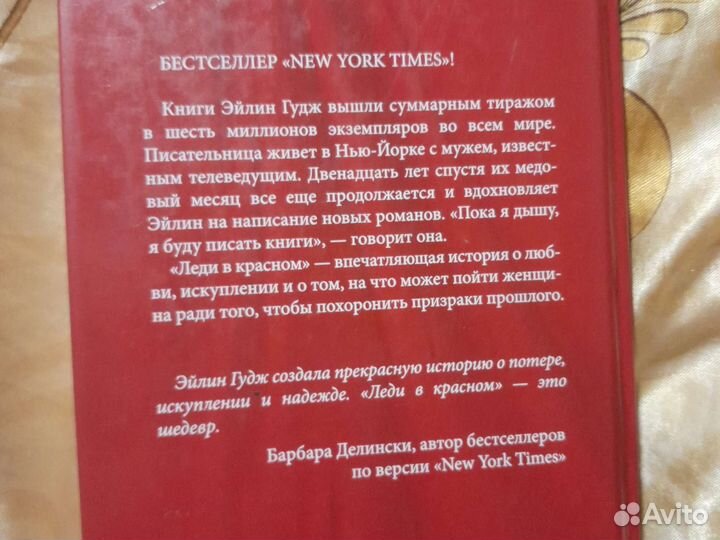 БЕСТСЕЛЛЕР «NEW YORK TIMES»!
Книги Эйлин Гудж вышли суммарным тиражом
в шесть миллионов экземпляров во всем мире.
Писательница живет в Нью-Йорке с мужем, извест-
ным телеведущим. Двенадцать лет спустя их медо-
вый месяц все еще продолжается и вдохновляет
Эйлин на написание новых романов. «Пока я дышу,
я буду писать книги», — говорит она.
«Леди в красном» — впечатляющая история о люб-
ви, искуплении и о том, на что может пойти женщи-
на ради того, чтобы похоронить призраки прошлого.
Эйлин Гудж создала прекрасную историю о потере,
искуплении и надежде. «Леди в красном» — это
шедевр.
Барбара Делински, автор бестселлеров
по версии «New York Times»
Avito